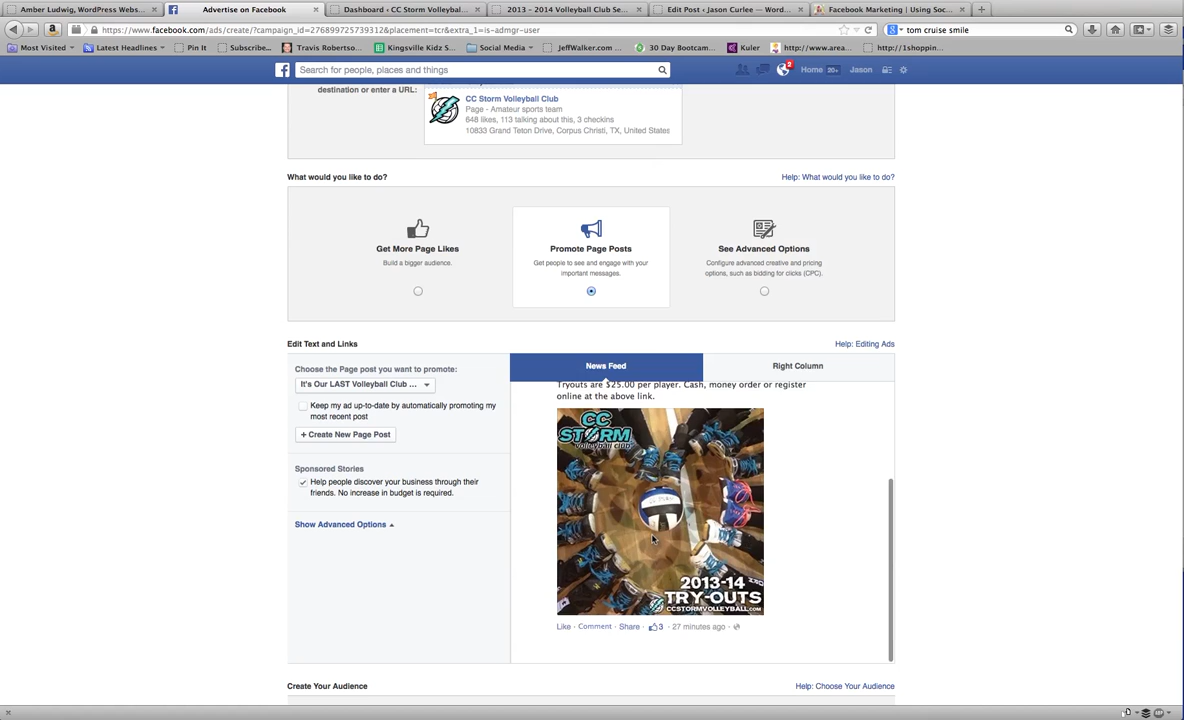 Amber Ludwig, WordPress Webs...
Advertise on Facebook
Dashboard ‹ CC Storm Volleybal...
2013 - 2014 Volleyball Club Se...
Edit Post ‹ Jason Curlee — Word...
Facebook Marketing | Using Soc...
https://www.facebook.com/ads/create/?campaign_id=276899725739312&placement=tcr&extra_1=is-admgr-user
tom cruise smile
Most Visited
Latest Headlines
Pin It
Subscribe...
Travis Robertso...
Kingsville Kidz S...
Social Media
JeffWalker.com ...
30 Day Bootcam...
Kuler
http://www.area...
http://1shoppin...
Search for people, places and things
2
Home 20+
Jason
destination or enter a URL:
CC Storm Volleyball Club
Page - Amateur sports team
648 likes, 113 talking about this, 3 checkins
10833 Grand Teton Drive, Corpus Christi, TX, United States
What would you like to do?
Help: What would you like to do?
Get More Page Likes
Build a bigger audience.
Promote Page Posts
Get people to see and engage with your
important messages.
See Advanced Options
Configure advanced creative and pricing
options, such as bidding for clicks (CPC).
Edit Text and Links
Help: Editing Ads
Choose the Page post you want to promote:
It's Our LAST Volleyball Club ...
Keep my ad up-to-date by automatically promoting my
most recent post
+ Create New Page Post
Sponsored Stories
Help people discover your business through their
friends. No increase in budget is required.
Show Advanced Options
News Feed
Right Column
Tryouts are $25.00 per player. Cash, money order or register
online at the above link.
CC
STORM
Volleyball Club
2013-14
TRY-OUTS
CCSTORMVOLLEYBALL.COM
Like · Comment · Share · 3 · 27 minutes ago ·
Create Your Audience
Help: Choose Your Audience